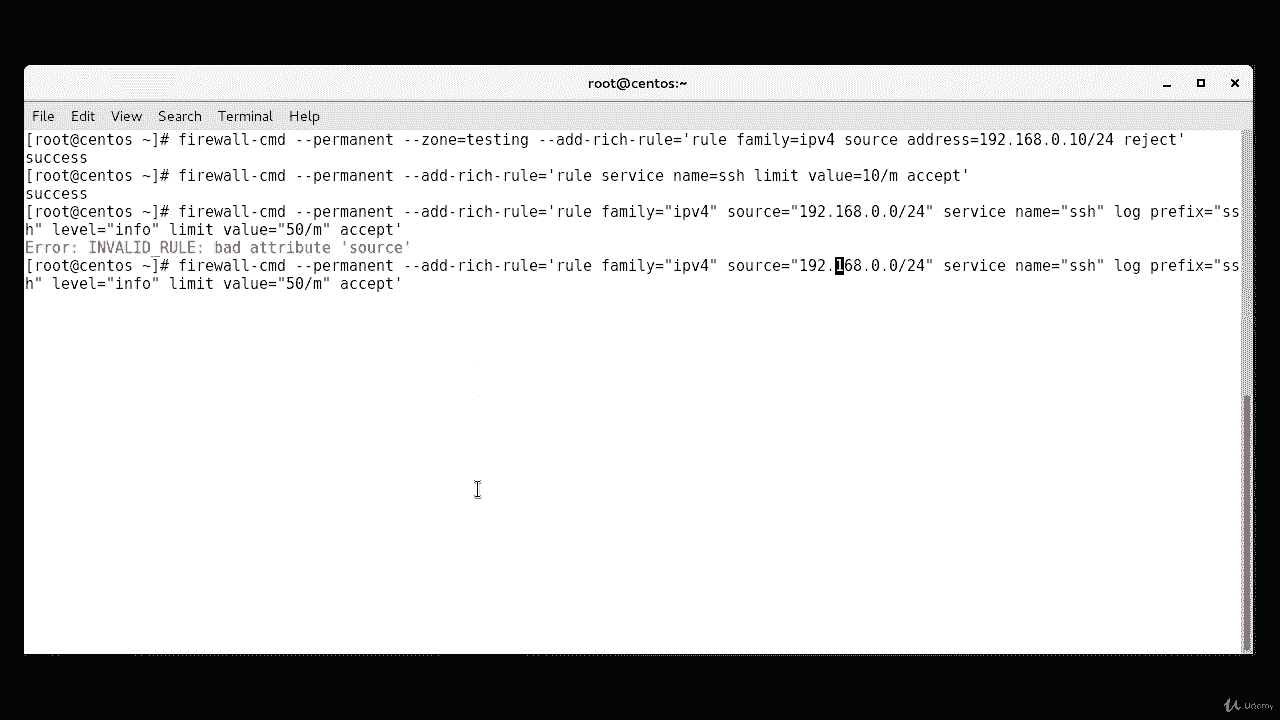 root@centos:~
File Edit View Search Terminal Help
[root@centos ~]# firewall-cmd --permanent --zone=testing --add-rich-rule='rule family=ipv4 source address=192.168.0.10/24 reject'
success
[root@centos ~]# firewall-cmd --permanent --add-rich-rule='rule service name=ssh limit value=10/m accept'
success
[root@centos ~]# firewall-cmd --permanent --add-rich-rule='rule family="ipv4" source="192.168.0.0/24" service name="ssh" log prefix="ss
h" level="info" limit value="50/m" accept'
Error: INVALID_RULE: bad attribute 'source'
[root@centos ~]# firewall-cmd --permanent --add-rich-rule='rule family="ipv4" source="192.168.0.0/24" service name="ssh" log prefix="ss
h" level="info" limit value="50/m" accept'
Udemy